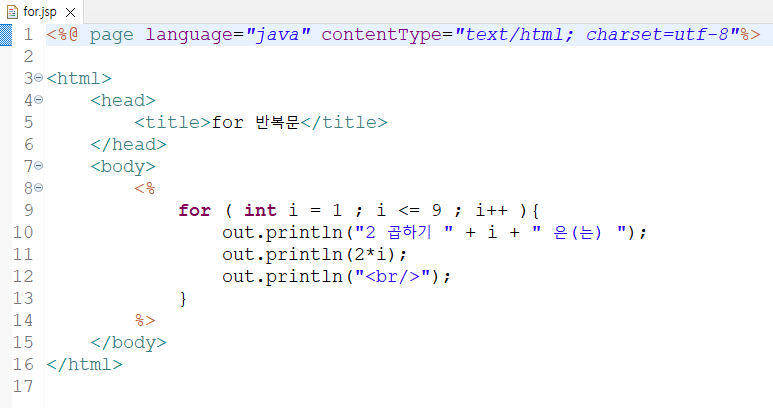 for.jsp
1 <%@ page language="java" contentType="text/html; charset=utf-8"%>
2
3 <html>
4     <head>
5         <title>for 반복문</title>
6     </head>
7     <body>
8         <%
9             for ( int i = 1 ; i <= 9 ; i++ ){
10                 out.println("2 곱하기 " + i + " 은(는) ");
11                 out.println(2*i);
12                 out.println("<br/>");
13             }
14         %>
15     </body>
16 </html>
17